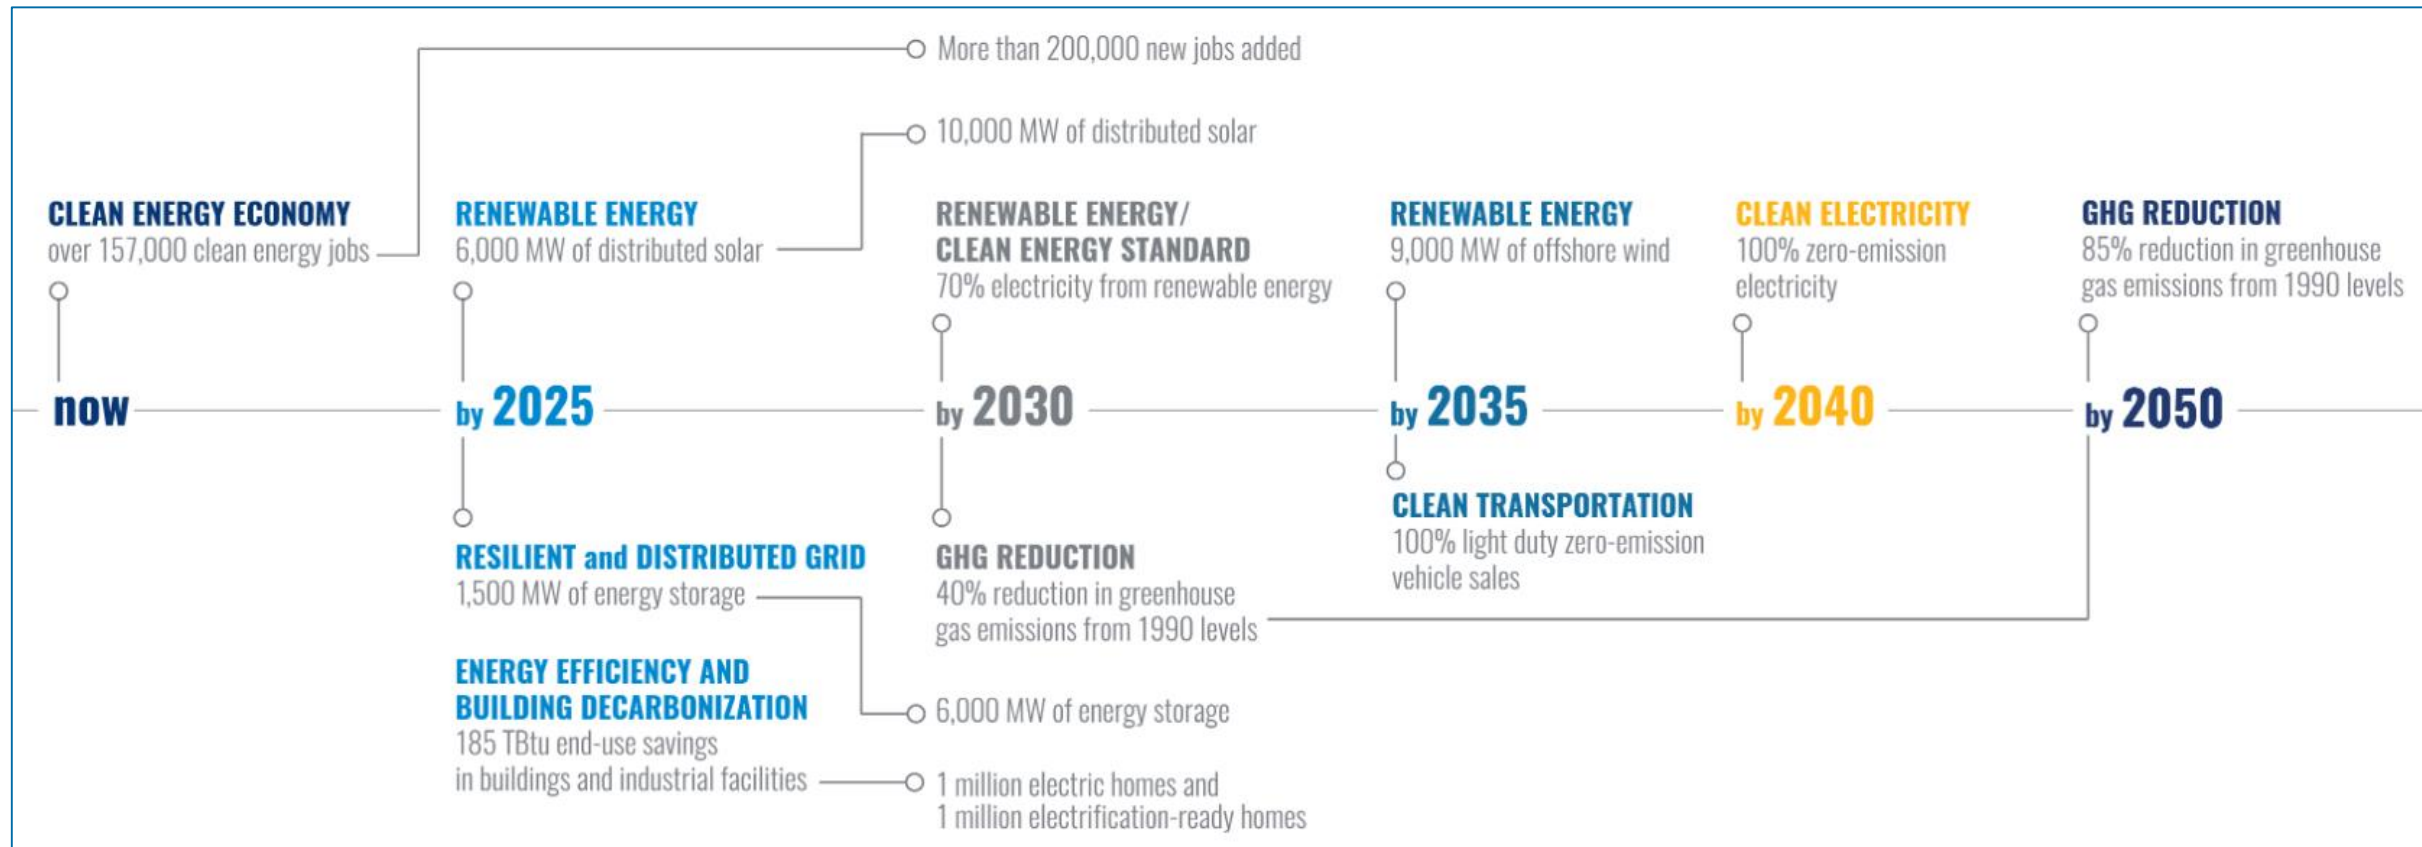 More than 200,000 new jobs added
10,000 MW of distributed solar
CLEAN ENERGY ECONOMY
over 157,000 clean energy jobs
RENEWABLE ENERGY
6,000 MW of distributed solar
RENEWABLE ENERGY/
CLEAN ENERGY STANDARD
70% electricity from renewable energy
RENEWABLE ENERGY
9,000 MW of offshore wind
CLEAN ELECTRICITY
100% zero-emission
electricity
GHG REDUCTION
85% reduction in greenhouse
gas emissions from 1990 levels
now
by 2025
by 2030
by 2035
by 2040
by 2050
RESILIENT and DISTRIBUTED GRID
1,500 MW of energy storage
ENERGY EFFICIENCY AND
BUILDING DECARBONIZATION
185 TBtu end-use savings
in buildings and industrial facilities
GHG REDUCTION
40% reduction in greenhouse
gas emissions from 1990 levels
6,000 MW of energy storage
1 million electric homes and
1 million electrification-ready homes
CLEAN TRANSPORTATION
100% light duty zero-emission
vehicle sales